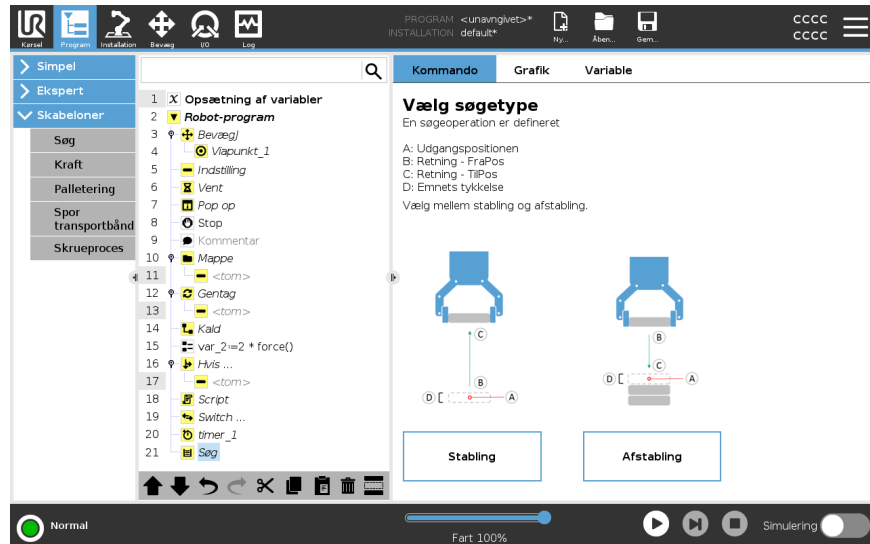 UR
PROGRAM <unavngivet>*
INSTALLATION default*
cccc
cccc
Kørsel
Program
Installation
Bevæg
I/O
Log
Ny...
Åben...
Gem...
Simpel
Ekspert
Skabeloner
Søg
Kraft
Palletering
Spor
transportbånd
Skrueproces
1 X Opsætning af variabler
2 Robot-program
3 BevægJ
4 Viapunkt_1
5 Indstilling
6 Vent
7 Pop op
8 Stop
9 Kommentar
10 Mappe
11 <tom>
12 Gentag
13 <tom>
14 Kald
15 var_2:=2 * force()
16 Hvis ...
17 <tom>
18 Script
19 Switch ...
20 timer_1
21 Søg
Kommando
Grafik
Variable
Vælg søgetype
En søgeoperation er defineret
A: Udgangspositionen
B: Retning - FraPos
C: Retning - TilPos
D: Emnets tykkelse
Vælg mellem stabling og afstabling.
C
B
D
A
B
C
D
A
Stabling
Afstabling
Normal
Fart 100%
Simulering